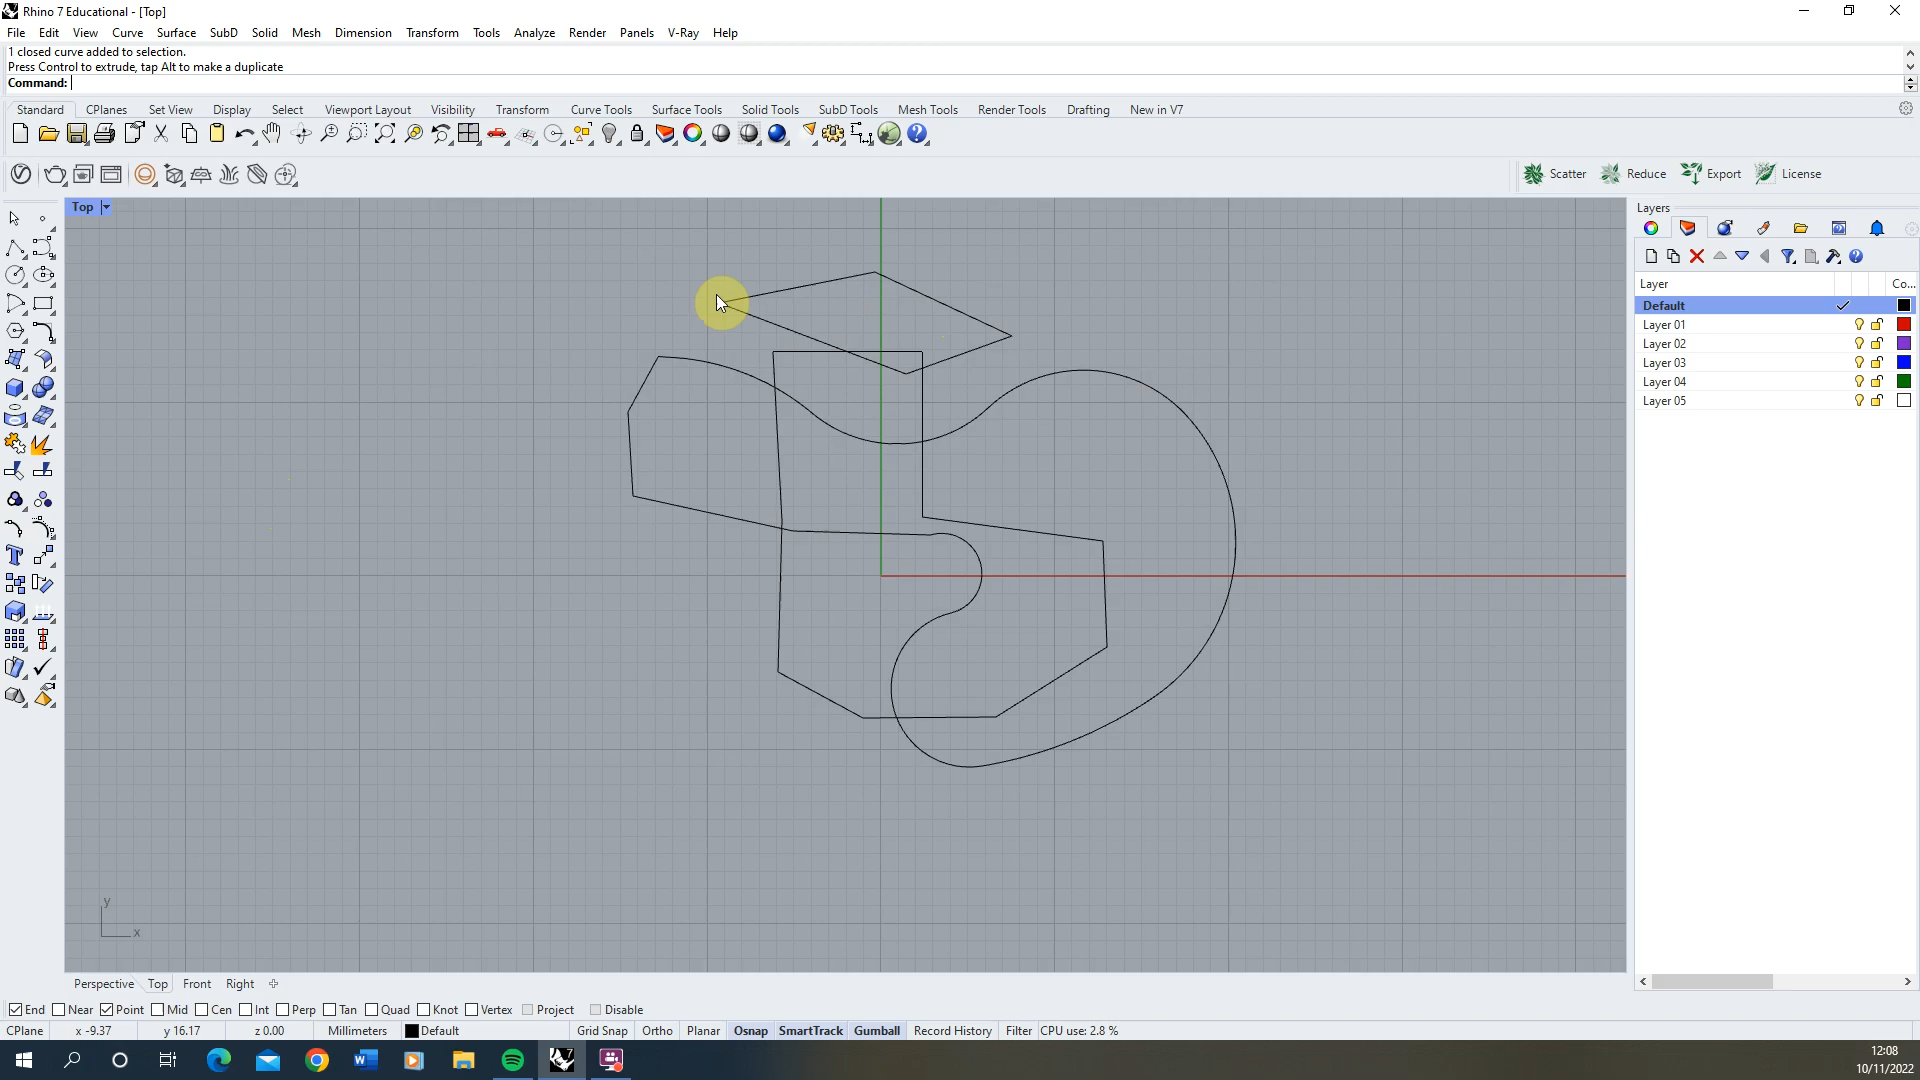 Rhino 7 Educational - [Top]
File Edit View Curve Surface SubD Solid Mesh Dimension Transform Tools Analyze Render Panels V-Ray Help
1 closed curve added to selection.
Press Control to extrude, tap Alt to make a duplicate
Command:
Standard CPlanes Set View Display Select Viewport Layout Visibility Transform Curve Tools Surface Tools Solid Tools SubD Tools Mesh Tools Render Tools Drafting New in V7
Scatter Reduce Export License
Top
Layers
Layer Co...
Default
Layer 01
Layer 02
Layer 03
Layer 04
Layer 05
y
x
Perspective Top Front Right
End Near Point Mid Cen Int Perp Tan Quad Knot Vertex Project Disable
CPlane x -9.37 y 16.17 z 0.00 Millimeters Default Grid Snap Ortho Planar Osnap SmartTrack Gumball Record History Filter CPU use: 2.8 %
12:08
10/11/2022